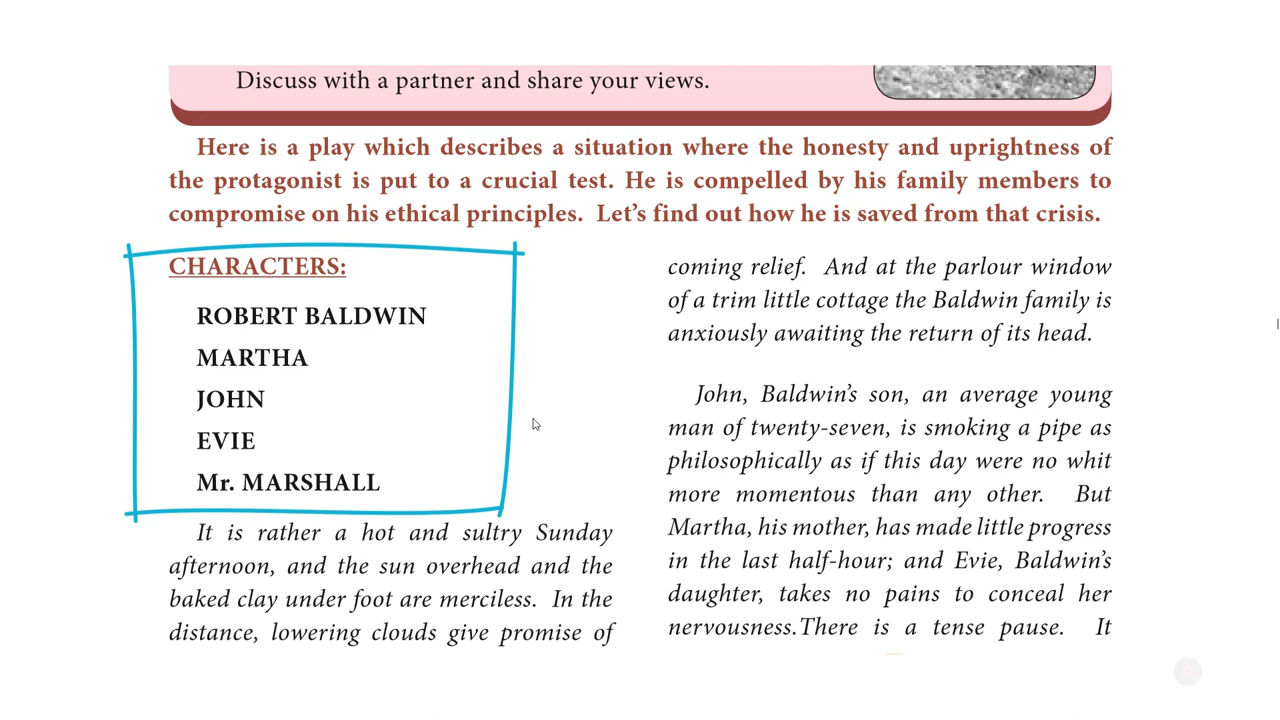 Discuss with a partner and share your views.
Here is a play which describes a situation where the honesty and uprightness of
the protagonist is put to a crucial test. He is compelled by his family members to
compromise on his ethical principles. Let’s find out how he is saved from that crisis.
CHARACTERS:
ROBERT BALDWIN
MARTHA
JOHN
EVIE
Mr. MARSHALL
It is rather a hot and sultry Sunday
afternoon, and the sun overhead and the
baked clay under foot are merciless. In the
distance, lowering clouds give promise of
coming relief. And at the parlour window
of a trim little cottage the Baldwin family is
anxiously awaiting the return of its head.
John, Baldwin’s son, an average young
man of twenty-seven, is smoking a pipe as
philosophically as if this day were no whit
more momentous than any other. But
Martha, his mother, has made little progress
in the last half-hour; and Evie, Baldwin’s
daughter, takes no pains to conceal her
nervousness.There is a tense pause. It